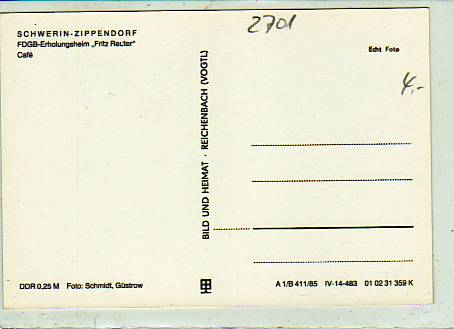 SCHWERIN-ZIPPENDORF
FDGB-Erholungsheim „Fritz Reuter"
Café
2701
Echt Foto
4,-
BILD UND HEIMAT · REICHENBACH (VOGTL)
DDR 0,25 M Foto: Schmidt, Güstrow
A 1/B 411/85 IV-14-483 01 02 31 359 K